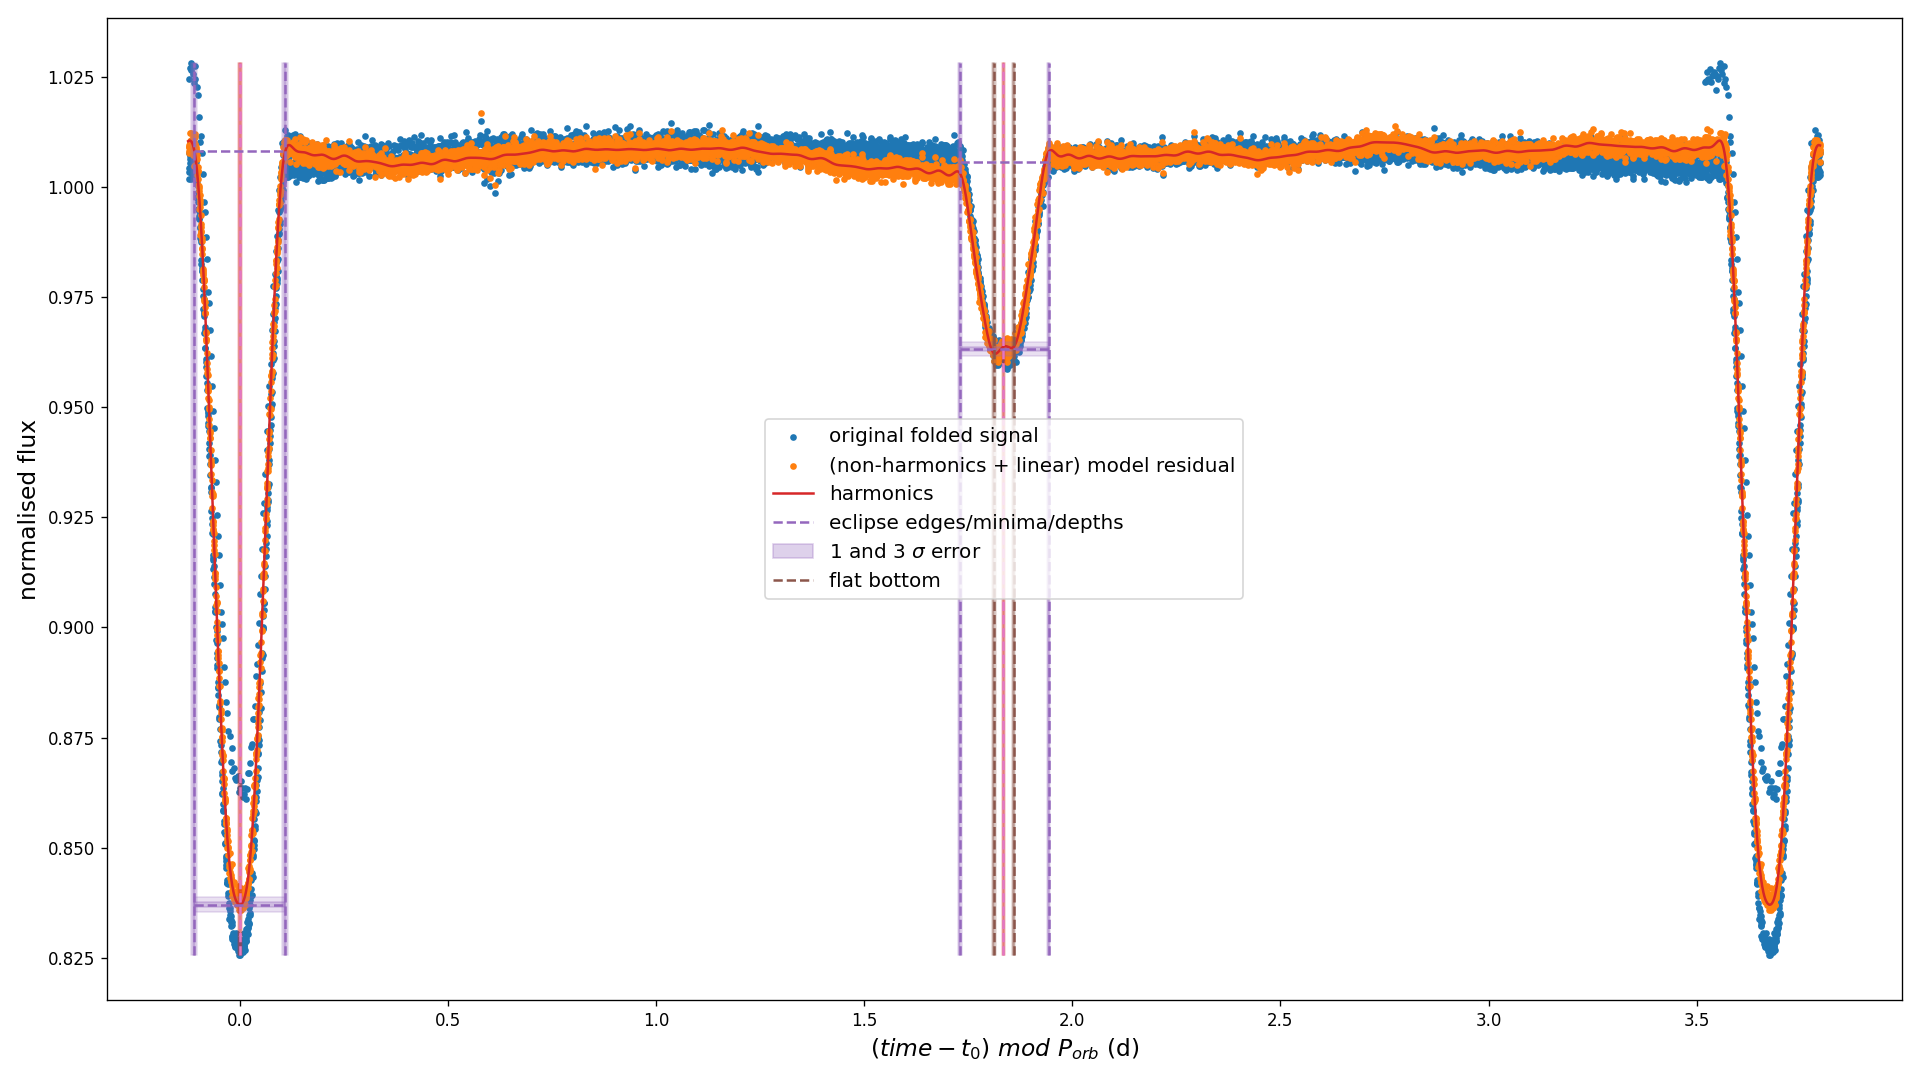 normalised flux
1.025
1.000
0.975
0.950
0.925
0.900
0.875
0.850
0.825
original folded signal
(non-harmonics + linear) model residual
harmonics
eclipse edges/minima/depths
1 and 3 σ error
flat bottom
0.0 0.5 1.0 1.5 2.0 2.5 3.0 3.5
(time − t₀) mod Pₒᵣb (d)